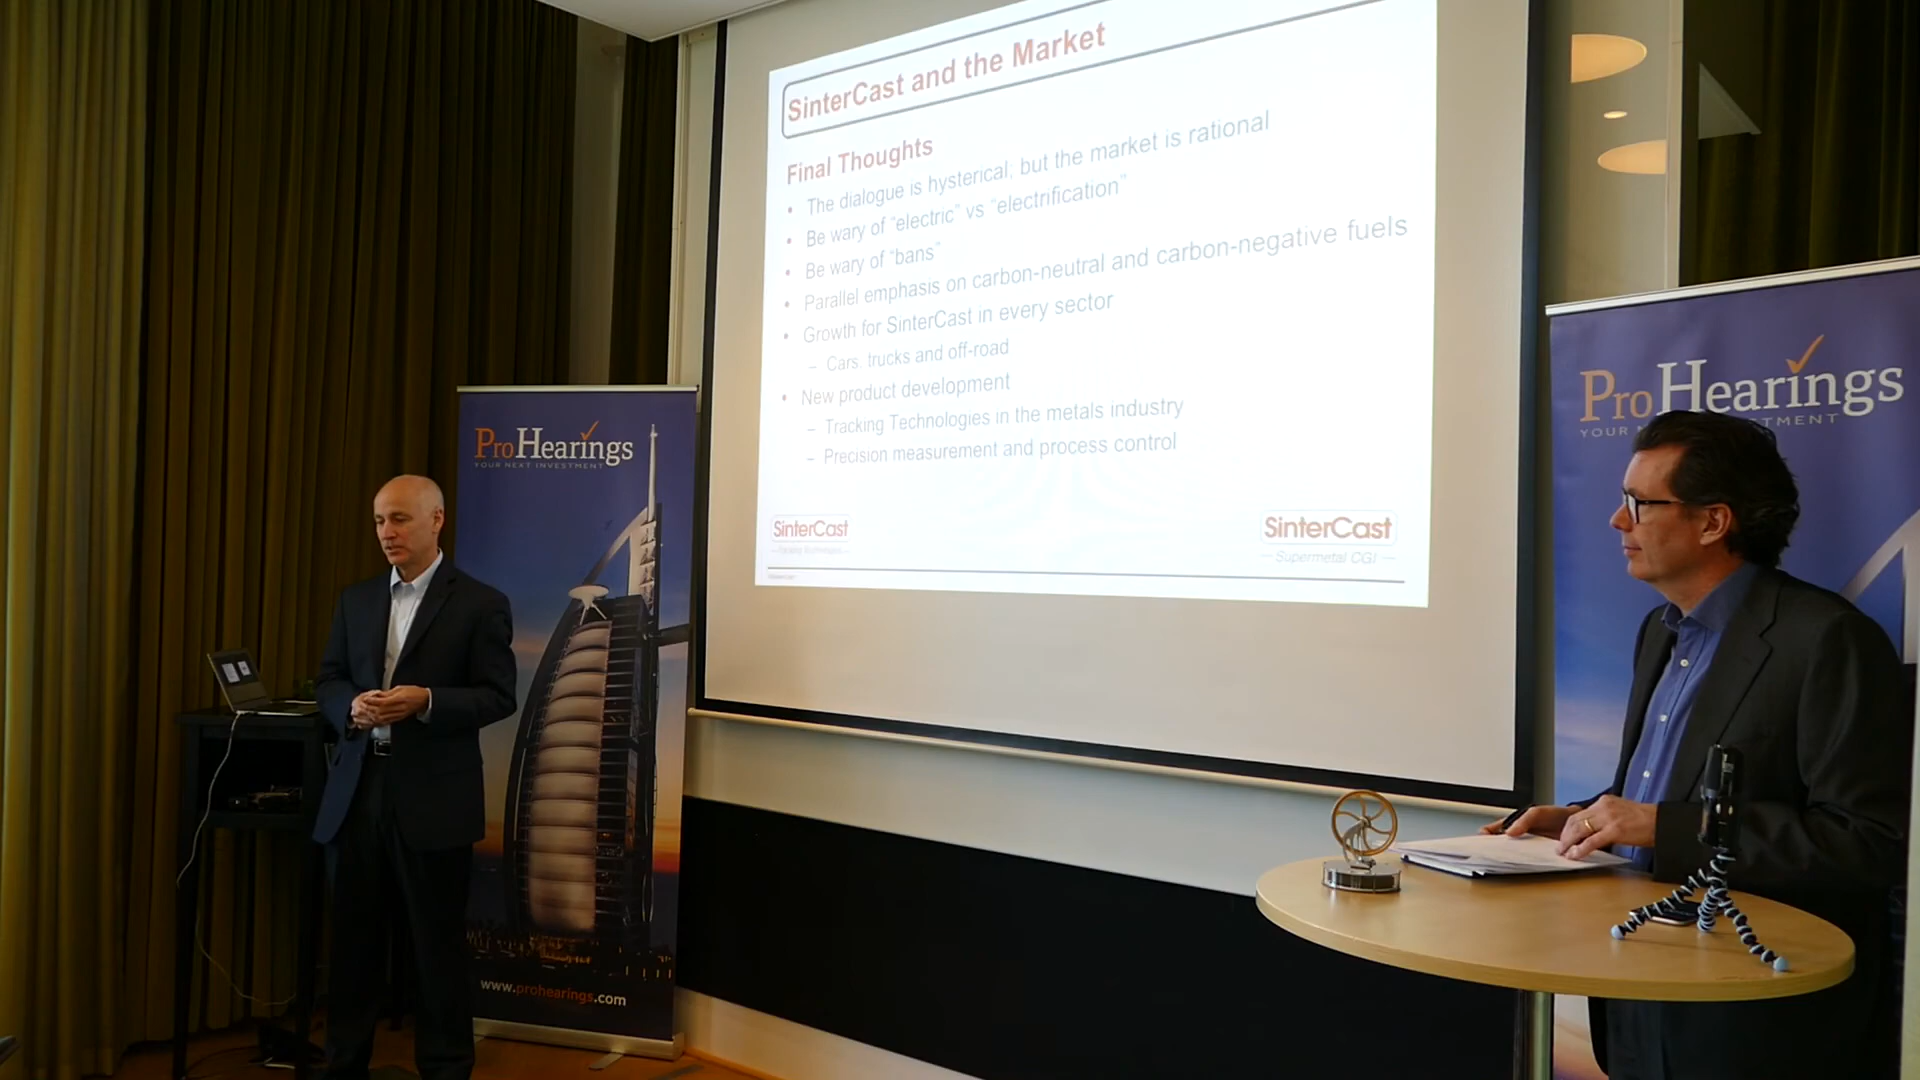 SinterCast and the Market
Final Thoughts
• The dialogue is hysterical; but the market is rational
• Be wary of "electric" vs "electrification"
• Be wary of "bans"
• Parallel emphasis on carbon-neutral and carbon-negative fuels
• Growth for SinterCast in every sector
– Cars, trucks and off-road
• New product development
– Tracking Technologies in the metals industry
– Precision measurement and process control
SinterCast
— Tracking Technologies —
SinterCast
— Supermetal CGI —
ProHearings
YOUR NEXT INVESTMENT
www.prohearings.com
ProHearings
YOUR